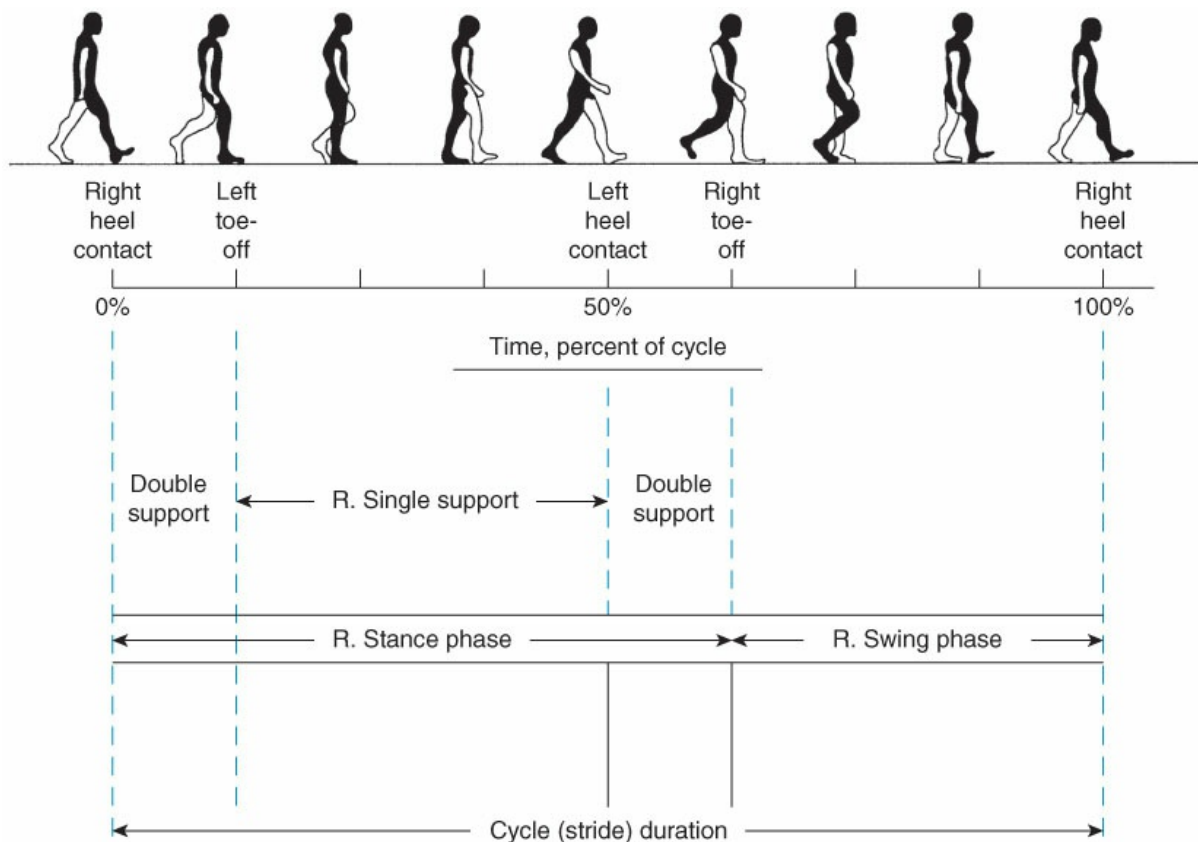 Right
heel
contact
Left
toe-
off
Left
heel
contact
Right
toe-
off
Right
heel
contact
0%
50%
100%
Time, percent of cycle
Double
support
R. Single support
Double
support
R. Stance phase
R. Swing phase
Cycle (stride) duration